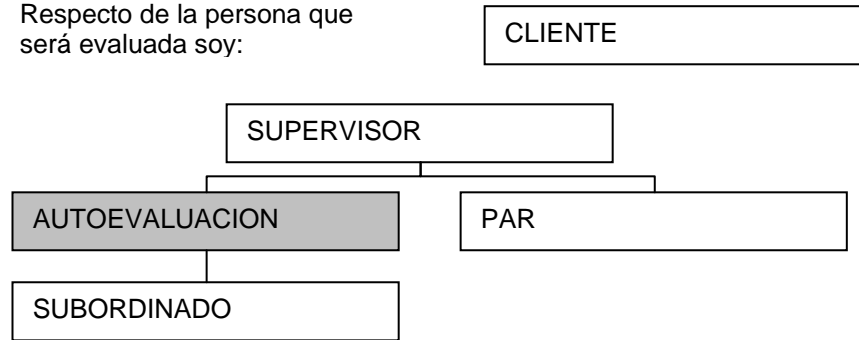 Respecto de la persona que
será evaluada soy:
CLIENTE
SUPERVISOR
AUTOEVALUACION
PAR
SUBORDINADO